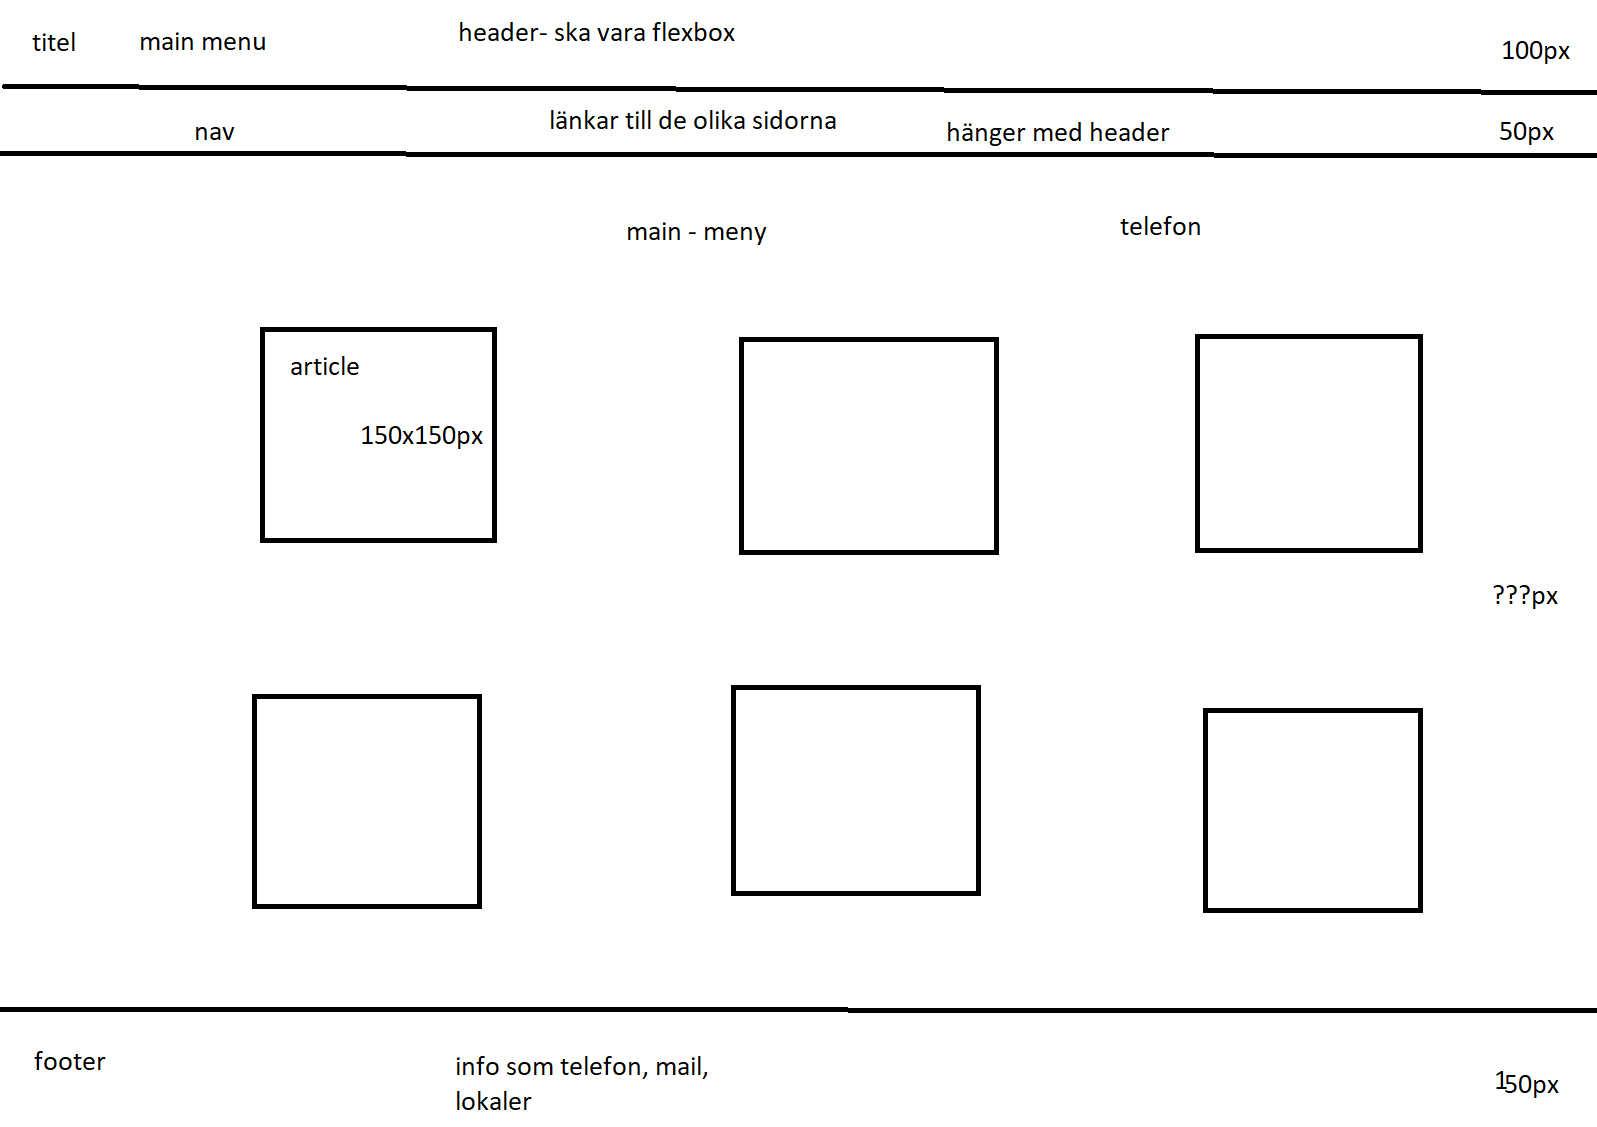 titel
main menu
header- ska vara flexbox
100px
nav
länkar till de olika sidorna
hänger med header
50px
main - meny
telefon
article
150x150px
???px
footer
info som telefon, mail,
lokaler
150px